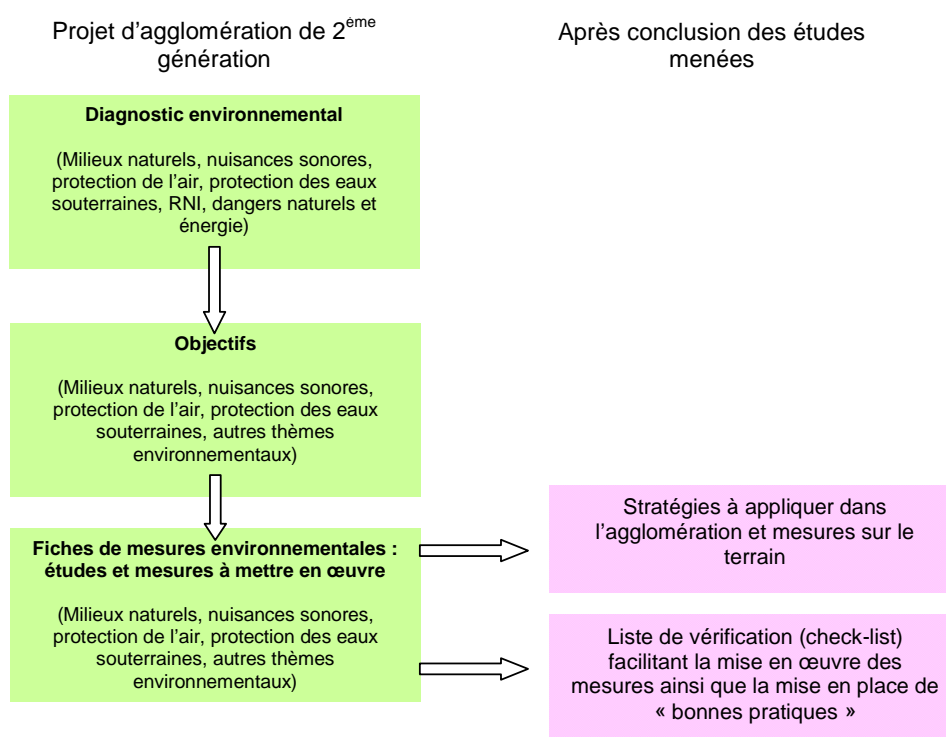 Projet d'agglomération de 2ème
génération
Après conclusion des études
menées
Diagnostic environnemental
(Milieux naturels, nuisances sonores,
protection de l'air, protection des eaux
souterraines, RNI, dangers naturels et
énergie)
Objectifs
(Milieux naturels, nuisances sonores,
protection de l'air, protection des eaux
souterraines, autres thèmes
environnementaux)
Fiches de mesures environnementales :
études et mesures à mettre en œuvre
(Milieux naturels, nuisances sonores,
protection de l'air, protection des eaux
souterraines, autres thèmes
environnementaux)
Stratégies à appliquer dans
l'agglomération et mesures sur le
terrain
Liste de vérification (check-list)
facilitant la mise en œuvre des
mesures ainsi que la mise en place de
« bonnes pratiques »